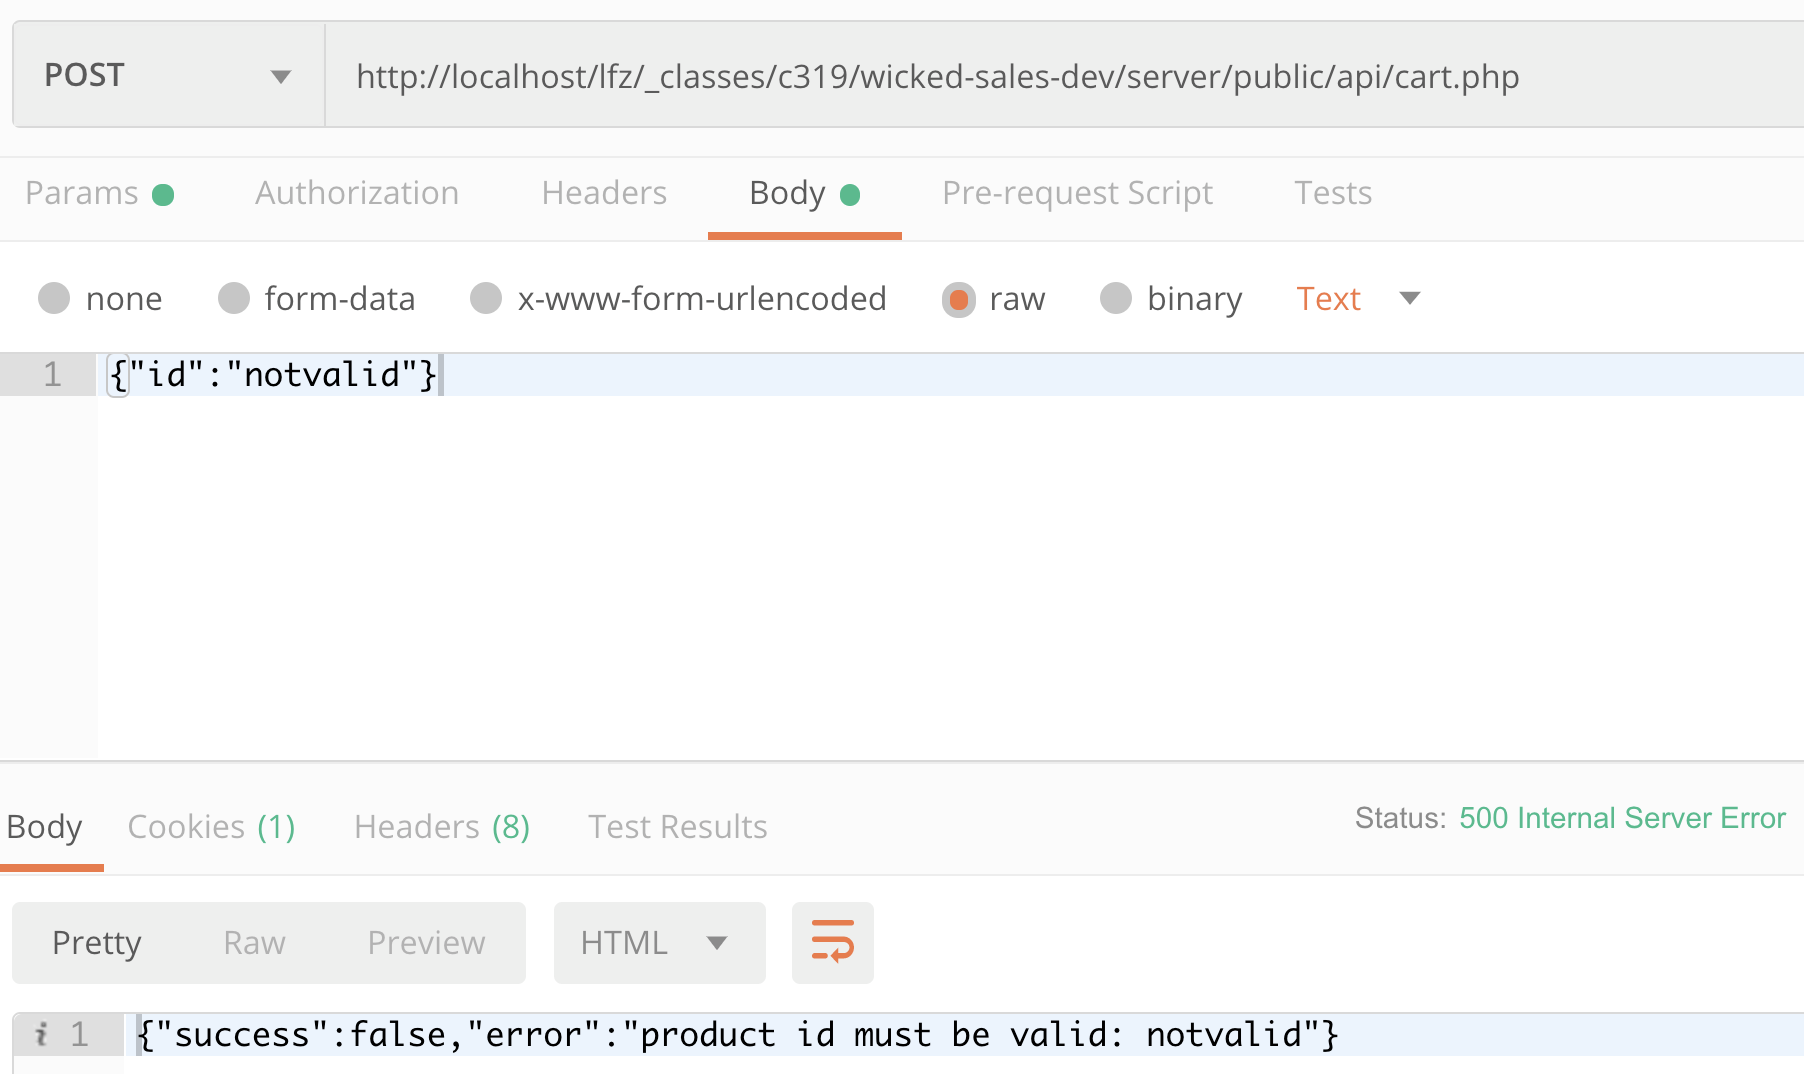 POST http://localhost/lfz/_classes/c319/wicked-sales-dev/server/public/api/cart.php
Params Authorization Headers Body Pre-request Script Tests
none form-data x-www-form-urlencoded raw binary Text
1 {"id":"notvalid"}
Body Cookies (1) Headers (8) Test Results Status: 500 Internal Server Error
Pretty Raw Preview HTML
i 1 {"success":false,"error":"product id must be valid: notvalid"}